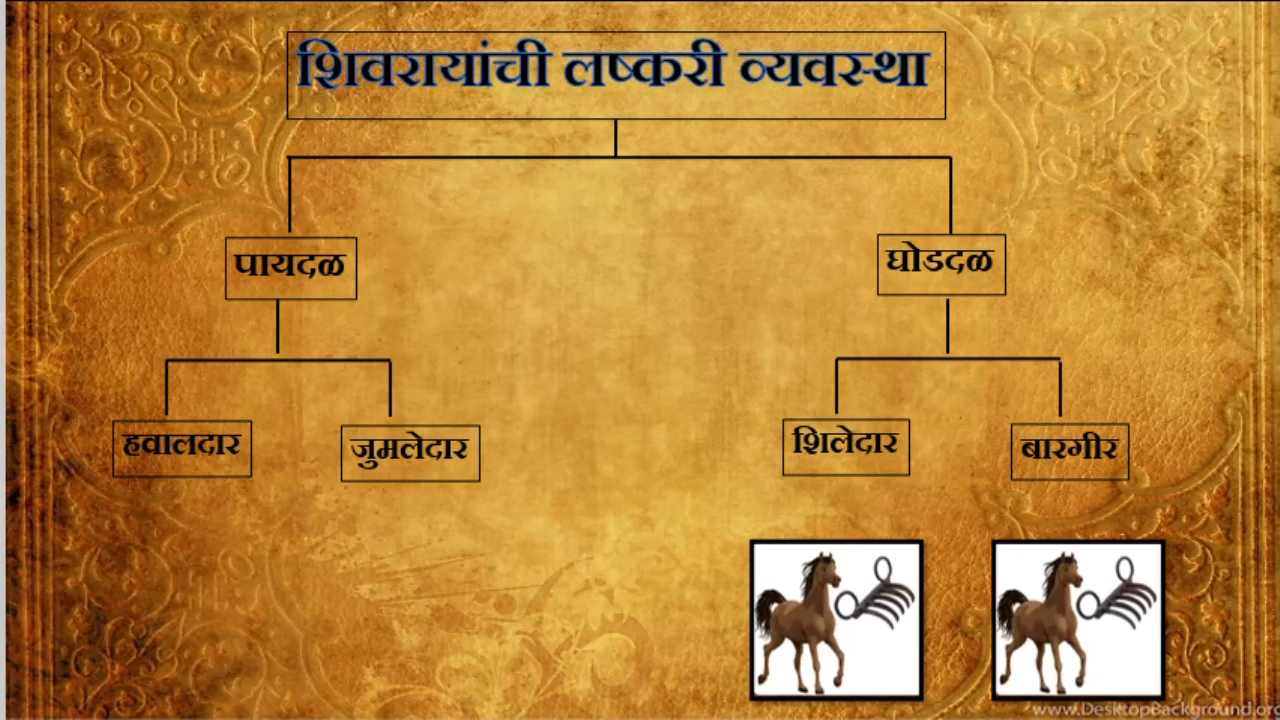 शिवरायांची लष्करी व्यवस्था
पायदळ
घोडदळ
हवालदार
जुमलेदार
शिलेदार
बारगीर
www.DesktopBackground.org